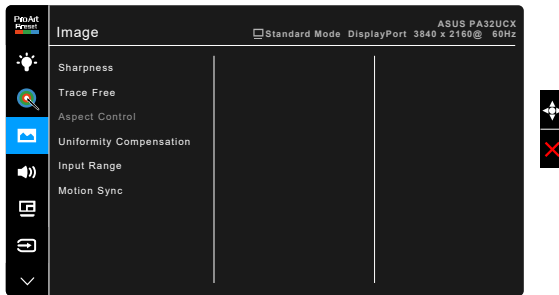 ProArt
Preset
Image
ASUS PA32UCX
Standard Mode DisplayPort 3840 x 2160@ 60Hz
Sharpness
Trace Free
Aspect Control
Uniformity Compensation
Input Range
Motion Sync